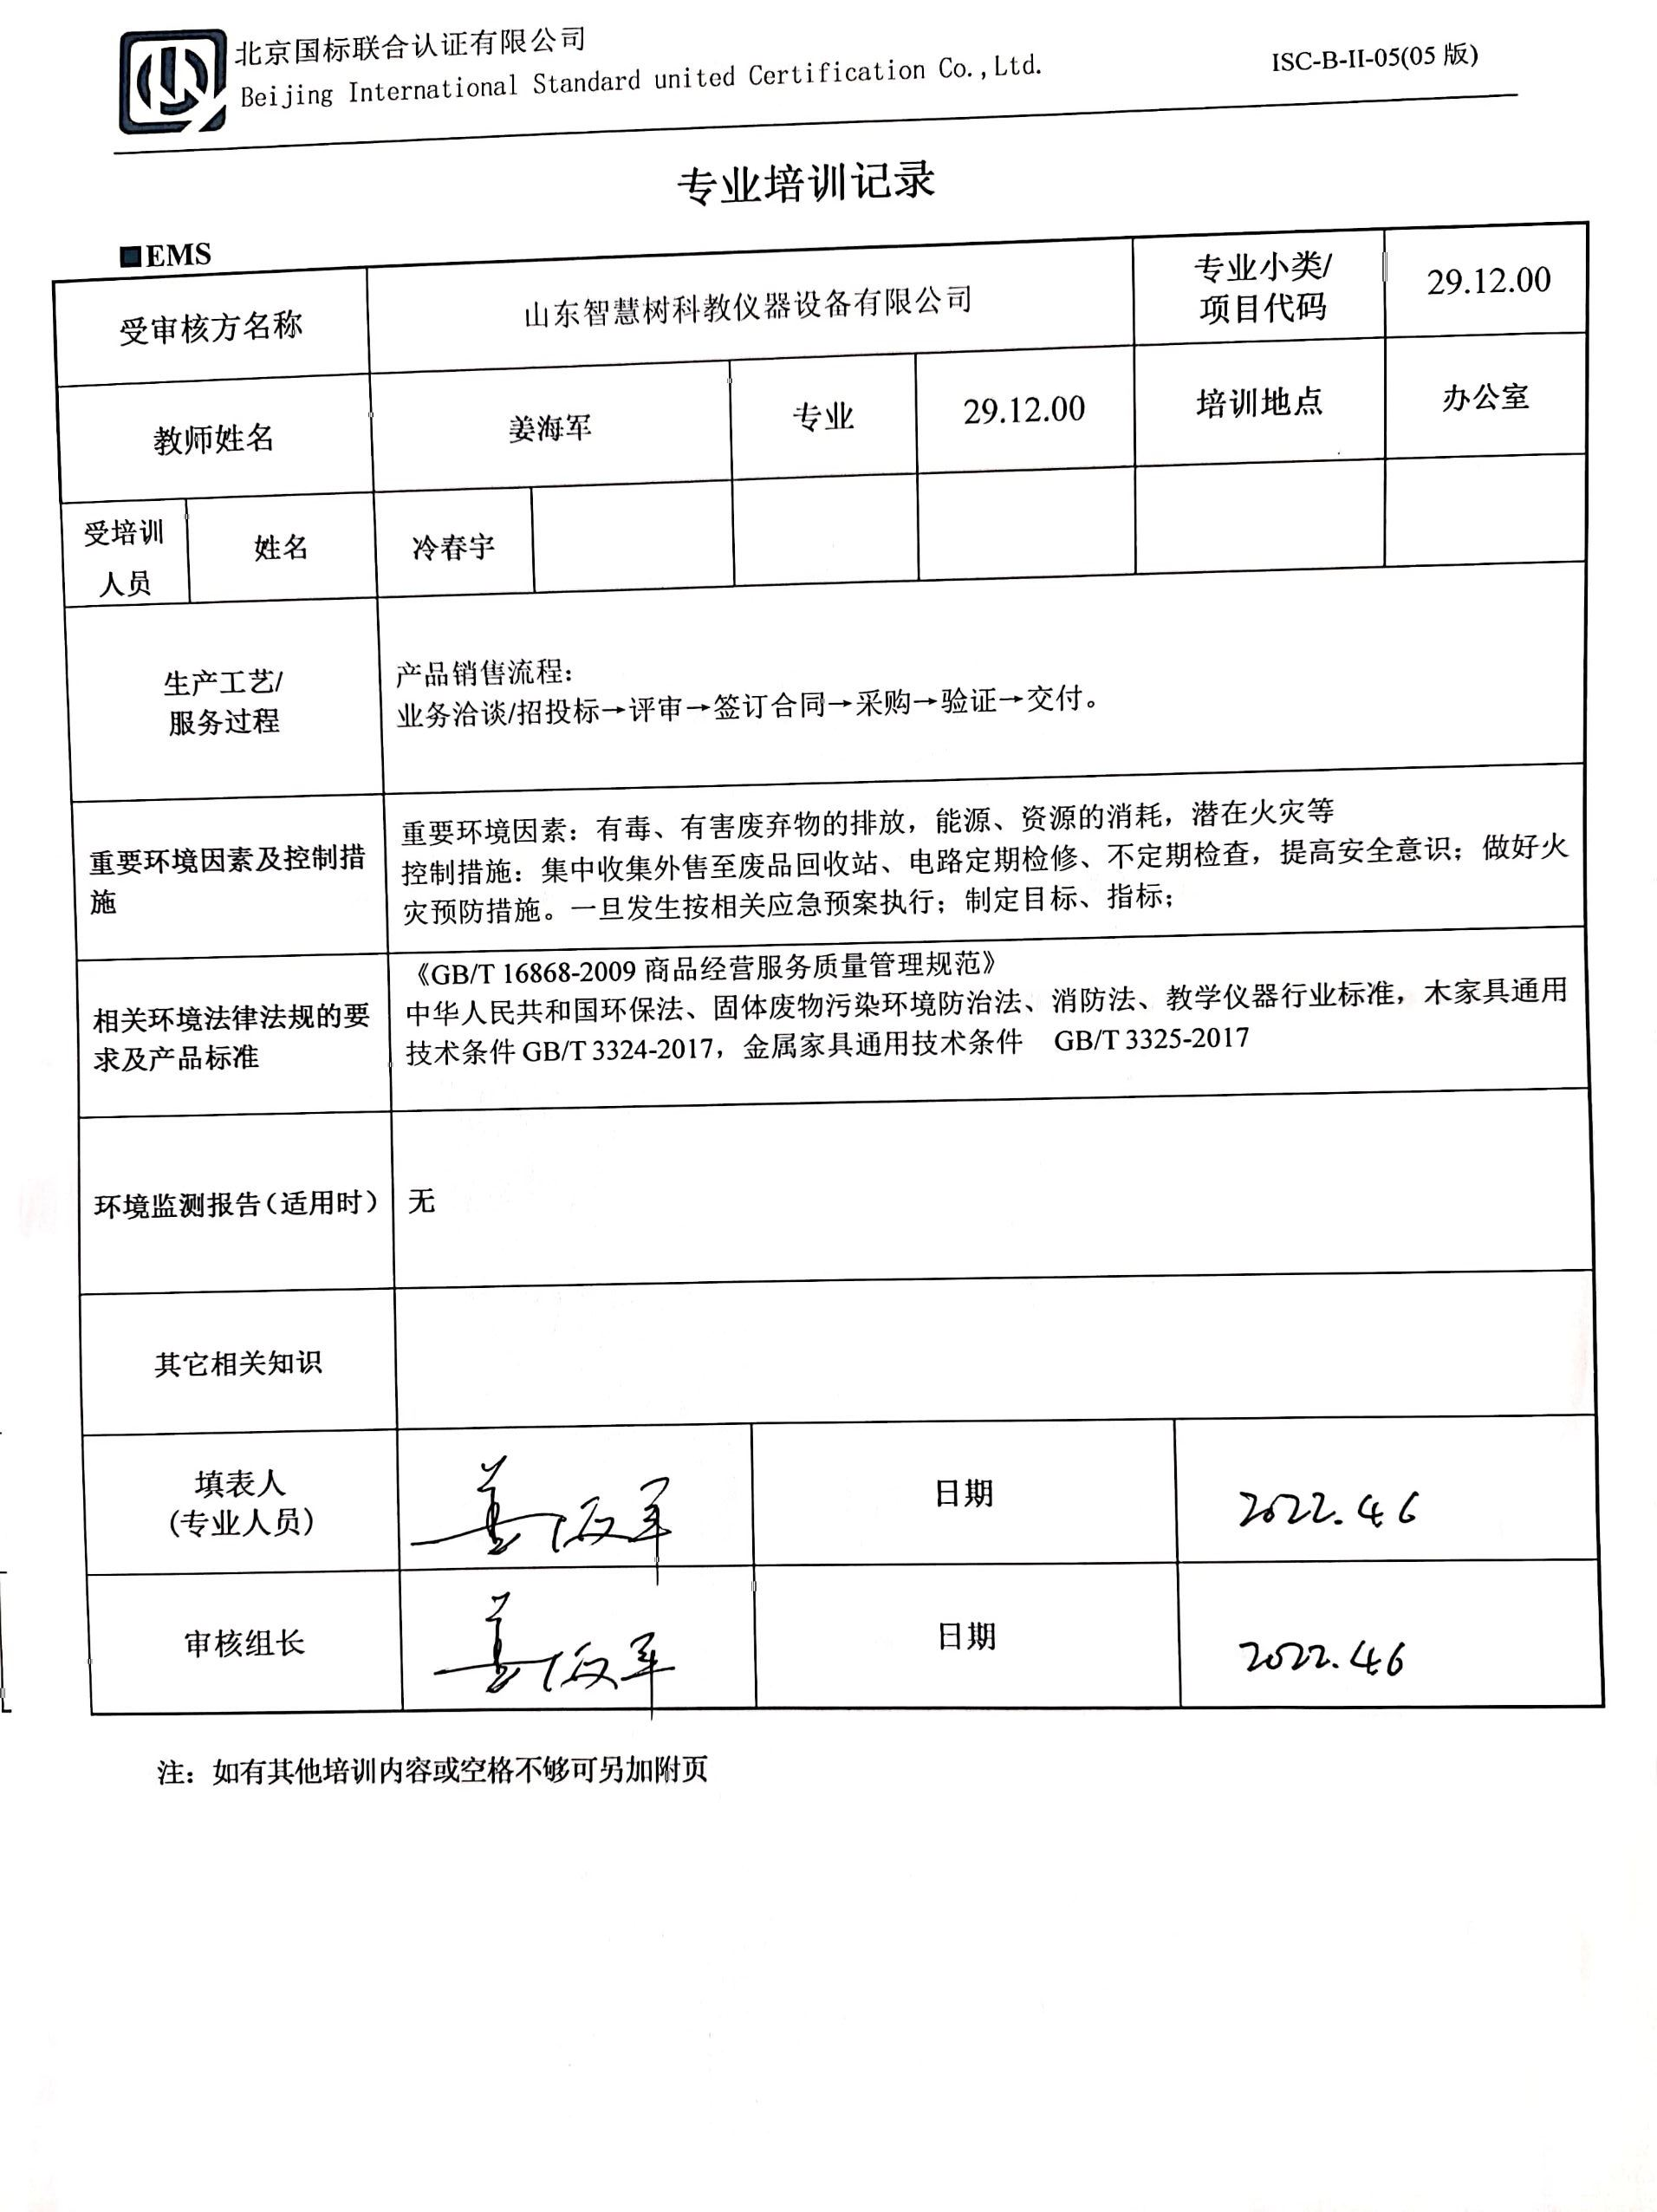 北京国标联合认证有限公司
Beijing International Standard united Certification Co.,Ltd.
ISC-B-II-05(05 版)
专业培训记录
■EMS
受审核方名称
山东智慧树科教仪器设备有限公司
专业小类/
项目代码
29.12.00
教师姓名
姜海军
专业
29.12.00
培训地点
办公室
受培训
人员
姓名
冷春宇
生产工艺/
服务过程
产品销售流程:
业务洽谈/招投标→评审→签订合同→采购→验证→交付。
重要环境因素及控制措
施
重要环境因素：有毒、有害废弃物的排放，能源、资源的消耗，潜在火灾等
控制措施：集中收集外售至废品回收站、电路定期检修、不定期检查，提高安全意识；做好火
灾预防措施。一旦发生按相关应急预案执行；制定目标、指标；
相关环境法律法规的要
求及产品标准
《GB/T 16868-2009 商品经营服务质量管理规范》
中华人民共和国环保法、固体废物污染环境防治法、消防法、教学仪器行业标准，木家具通用
技术条件 GB/T 3324-2017，金属家具通用技术条件 GB/T 3325-2017
环境监测报告（适用时）
无
其它相关知识
填表人
(专业人员)
姜海军
日期
2022.4.6
审核组长
姜海军
日期
2022.4.6
注：如有其他培训内容或空格不够可另加附页